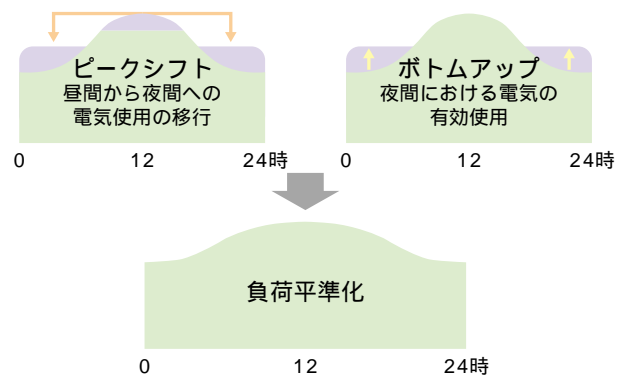 ピークシフト
昼間から夜間への
電気使用の移行
0 12 24時
ボトムアップ
夜間における電気の
有効使用
0 12 24時
負荷平準化
0 12 24時